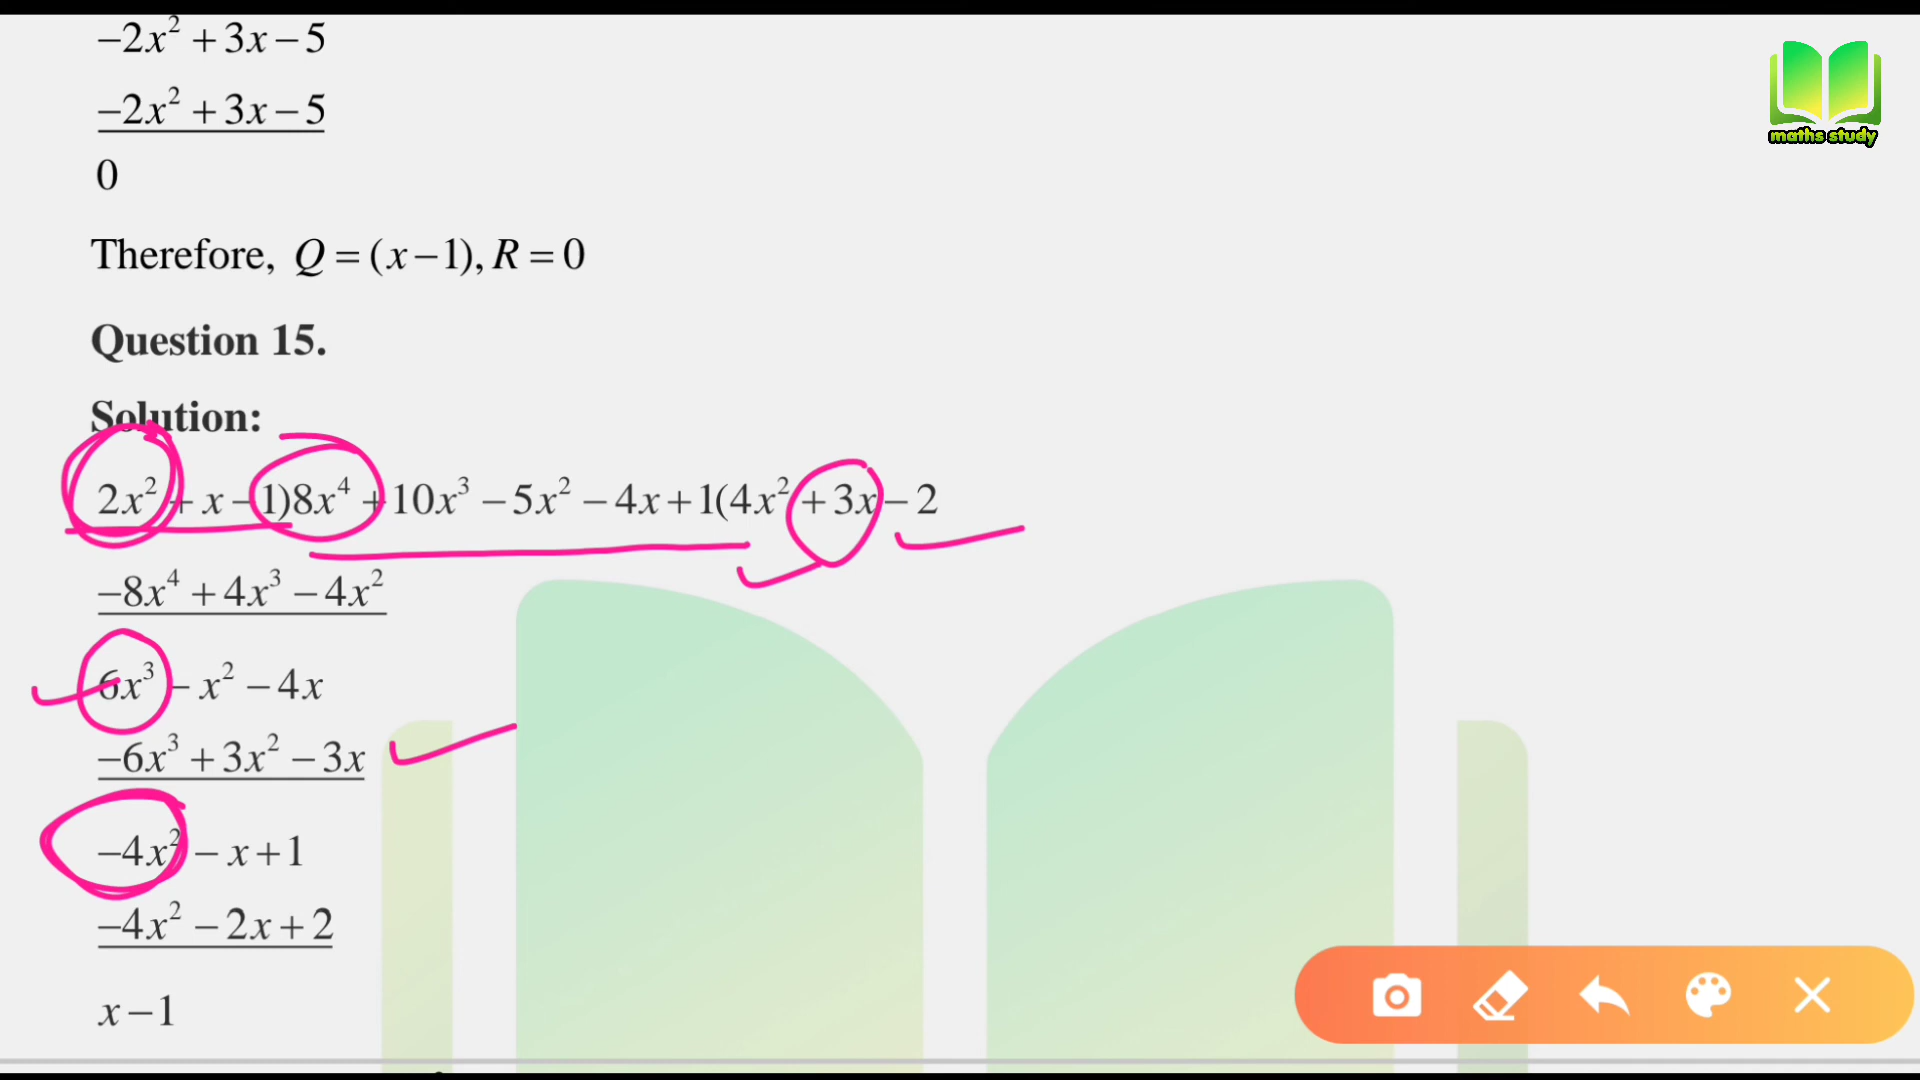 −2x² + 3x − 5
−2x² + 3x − 5
0
Therefore, Q = (x − 1), R = 0
Question 15.
Solution:
2x² + x − 1)8x⁴ + 10x³ − 5x² − 4x + 1(4x² + 3x − 2
−8x⁴ + 4x³ − 4x²
6x³ − x² − 4x
−6x³ + 3x² − 3x
−4x² − x + 1
−4x² − 2x + 2
x − 1
maths study